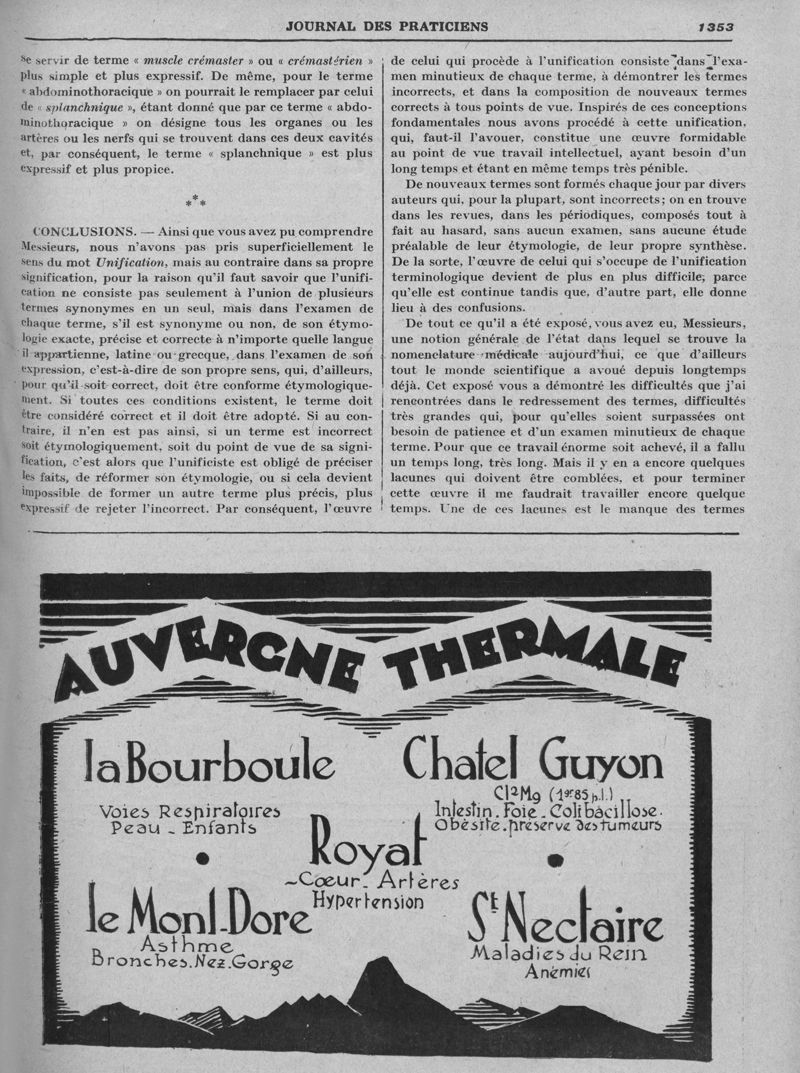 JOURNAL DES PRATICIENS 1353
se servir de terme « muscle crémaster » ou « crémastérien »
plus simple et plus expressif. De même, pour le terme
« abdominothoracique » on pourrait le remplacer par celui
de « splanchnique », étant donné que par ce terme « abdo-
minothoracique » on désigne tous les organes ou les
artères ou les nerfs qui se trouvent dans ces deux cavités
et, par conséquent, le terme « splanchnique » est plus
expressif et plus propice.
***
CONCLUSIONS. — Ainsi que vous avez pu comprendre
Messieurs, nous n'avons pas pris superficiellement le
sens du mot Unification, mais au contraire dans sa propre
signification, pour la raison qu'il faut savoir que l'unifi-
cation ne consiste pas seulement à l'union de plusieurs
termes synonymes en un seul, mais dans l'examen de
chaque terme, s'il est synonyme ou non, de son étymo-
logie exacte, précise et correcte à n'importe quelle langue
il appartienne, latine ou grecque, dans l'examen de son
expression, c'est-à-dire de son propre sens, qui, d'ailleurs,
pour qu'il soit correct, doit être conforme étymologique-
ment. Si toutes ces conditions existent, le terme doit
être considéré correct et il doit être adopté. Si au con-
traire, il n'en est pas ainsi, si un terme est incorrect
soit étymologiquement, soit du point de vue de sa signi-
fication, c'est alors que l'unificiste est obligé de préciser
les faits, de réformer son étymologie, ou si cela devient
impossible de former un autre terme plus précis, plus
expressif de rejeter l'incorrect. Par conséquent, l'œuvre
de celui qui procède à l'unification consiste dans l'exa-
men minutieux de chaque terme, à démontrer les termes
incorrects, et dans la composition de nouveaux termes
corrects à tous points de vue. Inspirés de ces conceptions
fondamentales nous avons procédé à cette unification,
qui, faut-il l'avouer, constitue une œuvre formidable
au point de vue travail intellectuel, ayant besoin d'un
long temps et étant en même temps très pénible.
De nouveaux termes sont formés chaque jour par divers
auteurs qui, pour la plupart, sont incorrects; on en trouve
dans les revues, dans les périodiques, composés tout à
fait au hasard, sans aucun examen, sans aucune étude
préalable de leur étymologie, de leur propre synthèse.
De la sorte, l'œuvre de celui qui s'occupe de l'unification
terminologique devient de plus en plus difficile, parce
qu'elle est continue tandis que, d'autre part, elle donne
lieu à des confusions.
De tout ce qu'il a été exposé, vous avez eu, Messieurs,
une notion générale de l'état dans lequel se trouve la
nomenclature médicale aujourd'hui, ce que d'ailleurs
tout le monde scientifique a avoué depuis longtemps
déjà. Cet exposé vous a démontré les difficultés que j'ai
rencontrées dans le redressement des termes, difficultés
très grandes qui, pour qu'elles soient surpassées ont
besoin de patience et d'un examen minutieux de chaque
terme. Pour que ce travail énorme soit achevé, il a fallu
un temps long, très long. Mais il y en a encore quelques
lacunes qui doivent être comblées, et pour terminer
cette œuvre il me faudrait travailler encore quelque
temps. Une de ces lacunes est le manque des termes
AUVERGNE THERMALE
la Bourboule
Voies Respiratoires
Peau - Enfants
Chatel Guyon
Cl²Mg (1gr85 p.l.)
Intestin. Foie - Colibacillose.
Obésité. préserve des tumeurs
Royat
~Cœur- Artères
Hypertension
le Mont-Dore
Asthme
Bronches. Nez. Gorge
St Nectaire
Maladies du Rein
Anémies